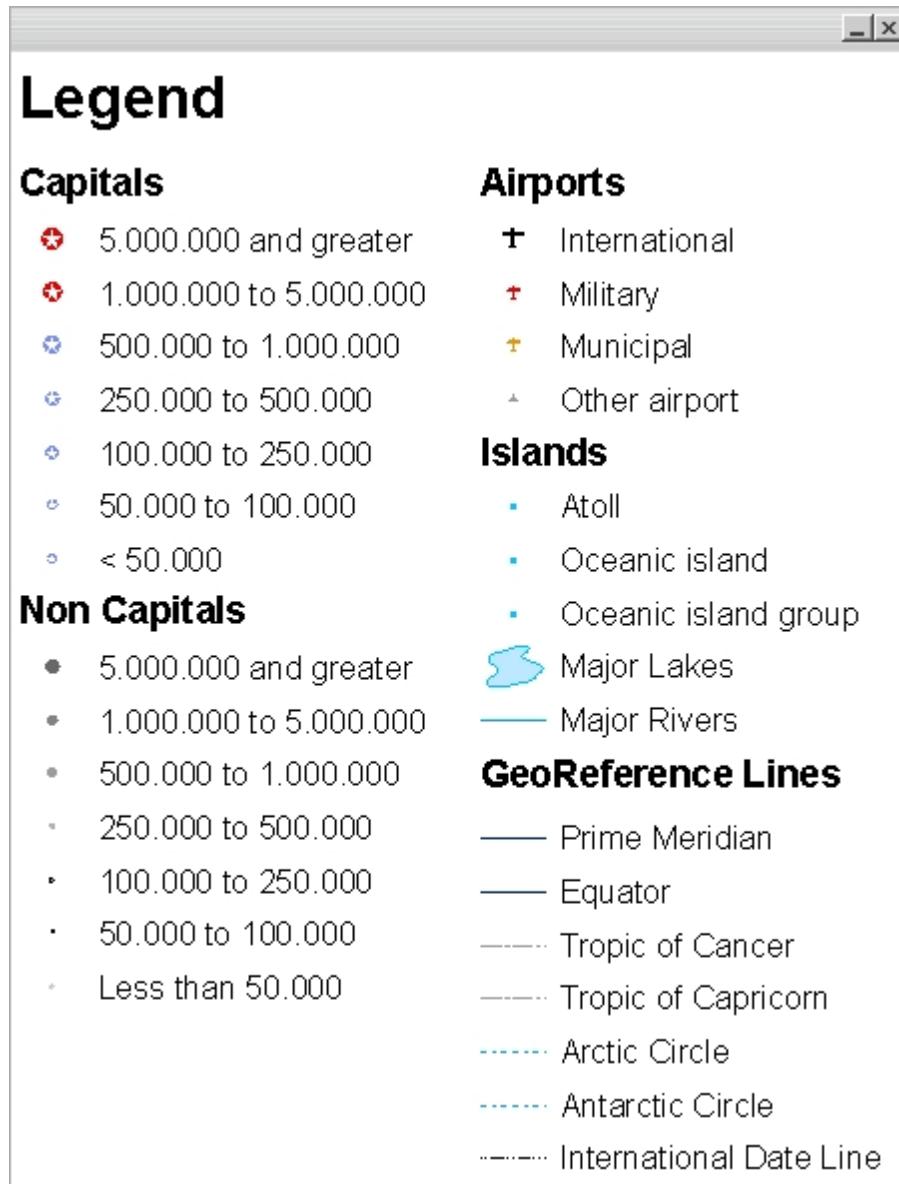 Legend
Capitals
5.000.000 and greater
1.000.000 to 5.000.000
500.000 to 1.000.000
250.000 to 500.000
100.000 to 250.000
50.000 to 100.000
< 50.000
Non Capitals
5.000.000 and greater
1.000.000 to 5.000.000
500.000 to 1.000.000
250.000 to 500.000
100.000 to 250.000
50.000 to 100.000
Less than 50.000
Airports
International
Military
Municipal
Other airport
Islands
Atoll
Oceanic island
Oceanic island group
Major Lakes
Major Rivers
GeoReference Lines
Prime Meridian
Equator
Tropic of Cancer
Tropic of Capricorn
Arctic Circle
Antarctic Circle
International Date Line